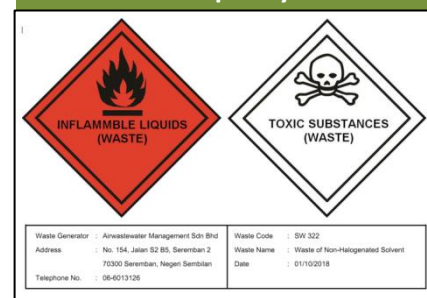 INFLAMMBLE LIQUIDS
(WASTE)
TOXIC SUBSTANCES
(WASTE)
Waste Generator : Airwastewater Management Sdn Bhd
Address : No. 154, Jalan S2 B5, Seremban 2
70300 Seremban, Negeri Sembilan
Telephone No. : 06-6013126
Waste Code : SW 322
Waste Name : Waste of Non-Halogenated Solvent
Date : 01/10/2018